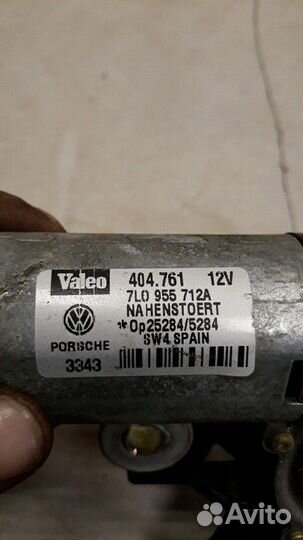 Valeo 404.761 12V
7L0 955 712A
NAHENSTOERT
*Op25284/5284
PORSCHE SW4 SPAIN
3343
Avito